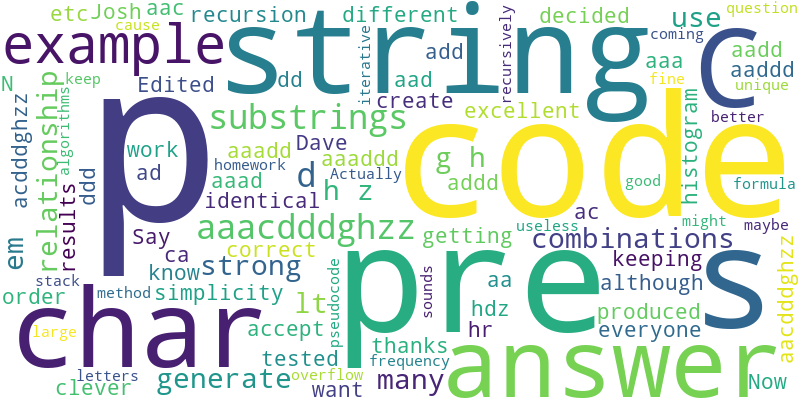 etc Josh aac recursion different decided question
cause use
example string c
N keep Edited dd iterative add recursively coming aadd
aad aaa aaddd
create fine unique
relationship algorithms p substrings excellent code histogram better
acdddghzz work aaadd Dave g h
ddd ad homework aaaddd Actually d addd good formula
results aaad identical h z
Say aaacdddghzz ac might maybe
em ca correct getting useless combinations
know strong keeping
stack method aa
order simplicity lt pre although s
char pseudocode sounds hdz produced aacdddghzz
accept hr everyone
large tested thanks answer
letters generate overflow frequency
clever want many Now